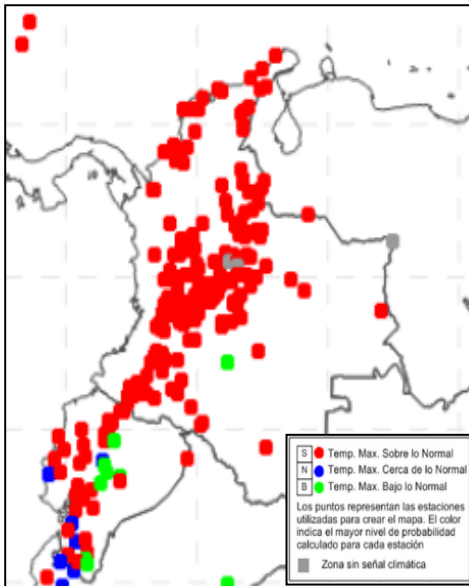 S Temp. Max. Sobre lo Normal
N Temp. Max. Cerca de lo Normal
B Temp. Max. Bajo lo Normal
Los puntos representan las estaciones
utilizadas para crear el mapa. El color
indica el mayor nivel de probabilidad
calculado para cada estación
Zona sin señal climática